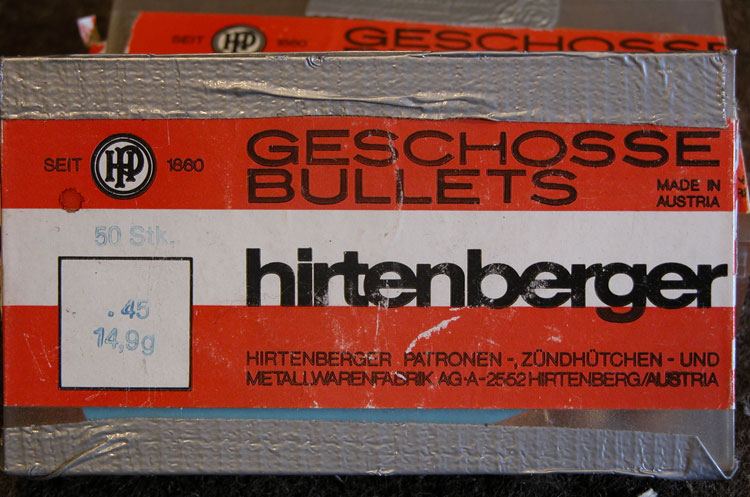 SEIT HP 1860 GESCHOSSE
SEIT HP 1860
GESCHOSSE
BULLETS
MADE IN
AUSTRIA
50 Stk.
.45
14,9g
hirtenberger
HIRTENBERGER PATRONEN-, ZÜNDHÜTCHEN- UND
METALLWARENFABRIK AG·A-2552 HIRTENBERG/AUSTRIA